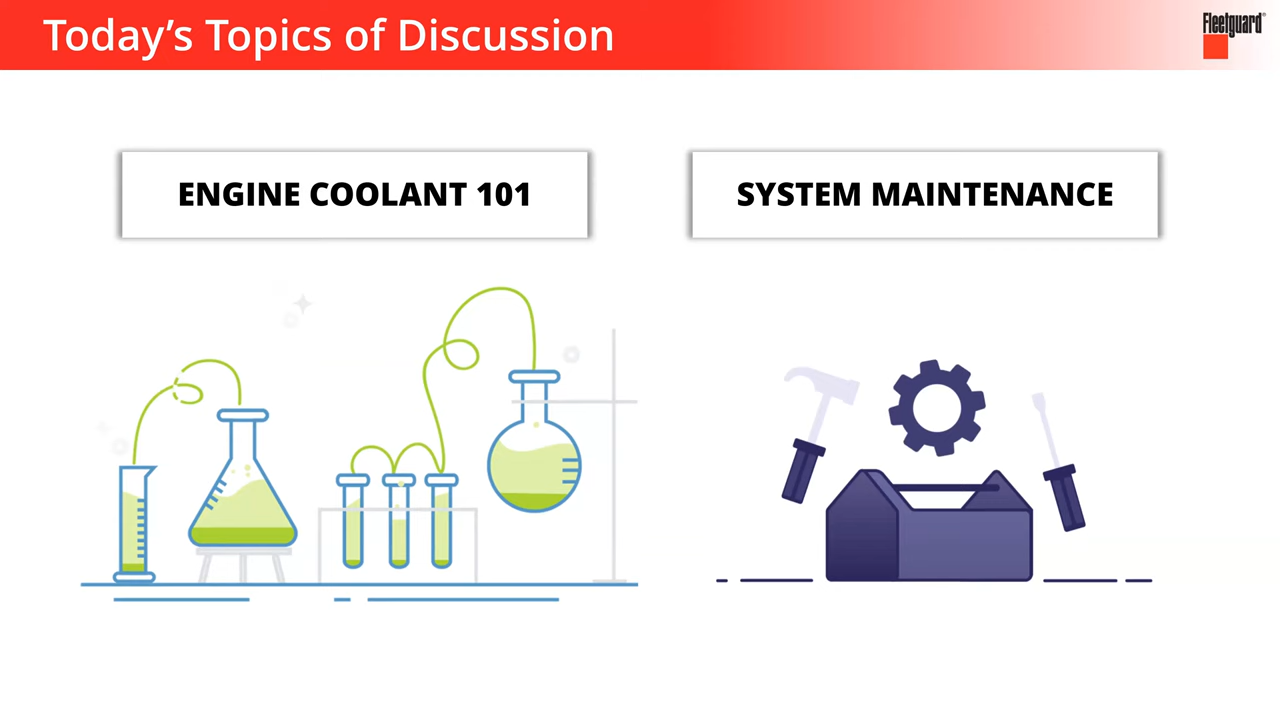 Today's Topics of Discussion
Fleetguard®
ENGINE COOLANT 101
SYSTEM MAINTENANCE